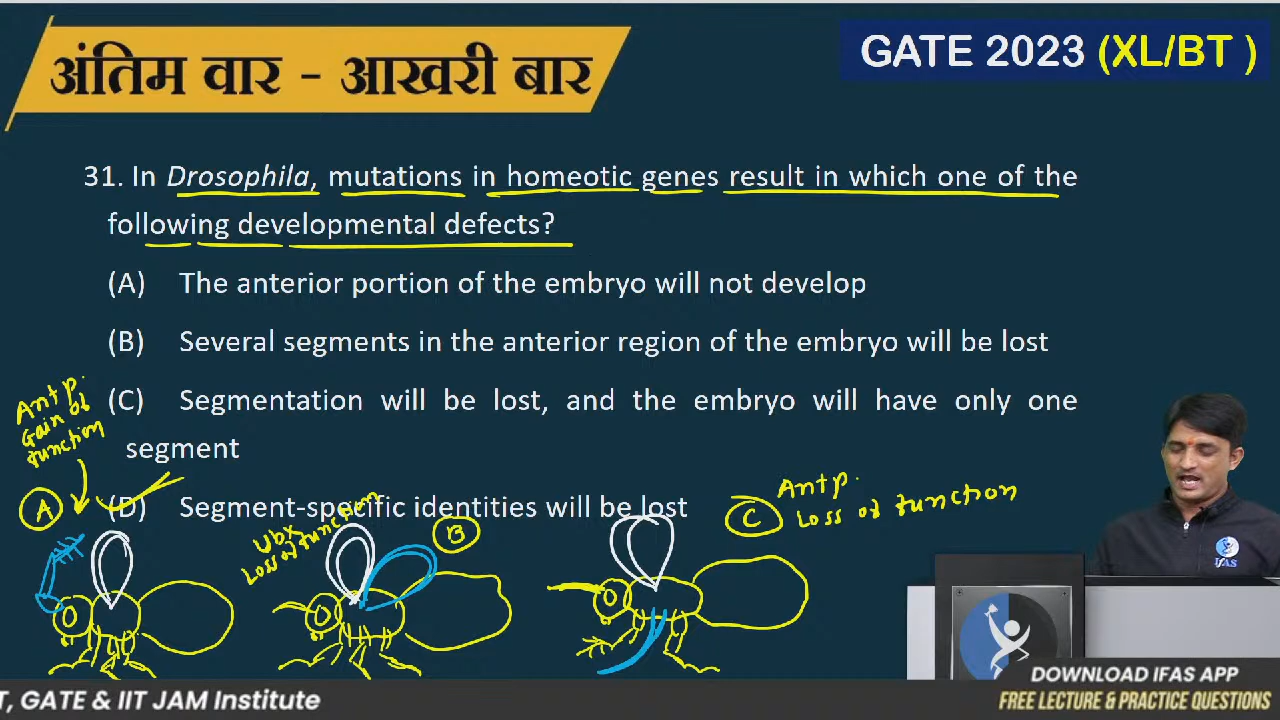 अंतिम वार - आखरी बार
GATE 2023 (XL/BT )
31. In Drosophila, mutations in homeotic genes result in which one of the
following developmental defects?
(A) The anterior portion of the embryo will not develop
(B) Several segments in the anterior region of the embryo will be lost
(C) Segmentation will be lost, and the embryo will have only one
segment
(D) Segment-specific identities will be lost
Antp.
Gain of
function
A
Ubx
Loss of function
B
C
Antp.
Loss of function
IFAS
DOWNLOAD IFAS APP
T, GATE & IIT JAM Institute
FREE LECTURE & PRACTICE QUESTIONS